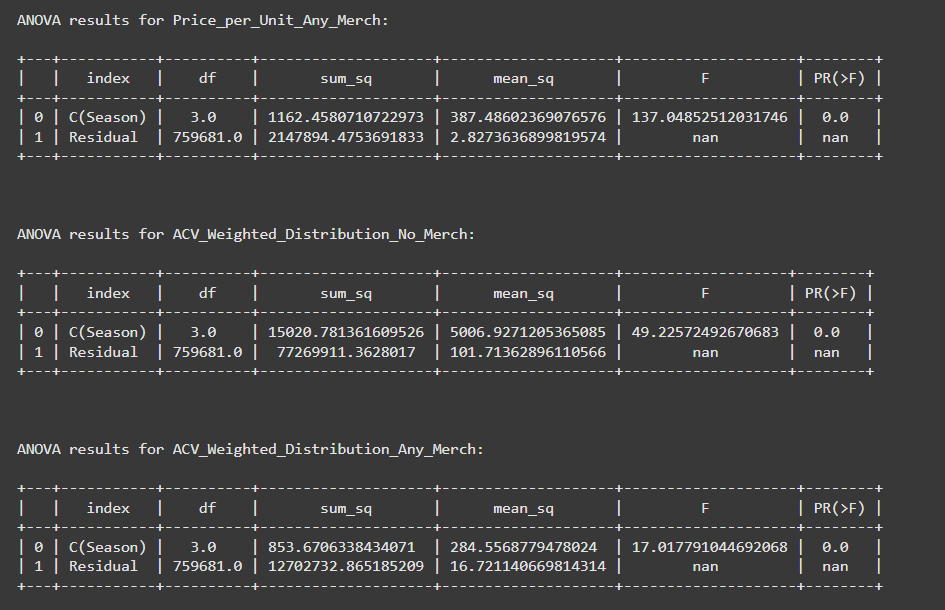 ANOVA results for Price_per_Unit_Any_Merch:
+---+-----------+----------+--------------------+--------------------+--------------------+--------+
|   |   index   |    df    |       sum_sq       |      mean_sq       |         F          | PR(>F) |
+---+-----------+----------+--------------------+--------------------+--------------------+--------+
| 0 | C(Season) |   3.0    | 1162.4580710722973 | 387.48602369076576 | 137.04852512031746 |  0.0   |
| 1 | Residual  | 759681.0 | 2147894.4753691833 | 2.8273636899819574 |        nan         |  nan   |
+---+-----------+----------+--------------------+--------------------+--------------------+--------+
ANOVA results for ACV_Weighted_Distribution_No_Merch:
+---+-----------+----------+--------------------+--------------------+-------------------+--------+
|   |   index   |    df    |       sum_sq       |      mean_sq       |         F         | PR(>F) |
+---+-----------+----------+--------------------+--------------------+-------------------+--------+
| 0 | C(Season) |   3.0    | 15020.781361609526 | 5006.9271205365085 | 49.22572492670683 |  0.0   |
| 1 | Residual  | 759681.0 |  77269911.3628017  | 101.71362896110566 |        nan        |  nan   |
+---+-----------+----------+--------------------+--------------------+-------------------+--------+
ANOVA results for ACV_Weighted_Distribution_Any_Merch:
+---+-----------+----------+--------------------+--------------------+--------------------+--------+
|   |   index   |    df    |       sum_sq       |      mean_sq       |         F          | PR(>F) |
+---+-----------+----------+--------------------+--------------------+--------------------+--------+
| 0 | C(Season) |   3.0    | 853.6706338434071  | 284.5568779478024  | 17.017791044692068 |  0.0   |
| 1 | Residual  | 759681.0 | 12702732.865185209 | 16.721140669814314 |        nan         |  nan   |
+---+-----------+----------+--------------------+--------------------+--------------------+--------+